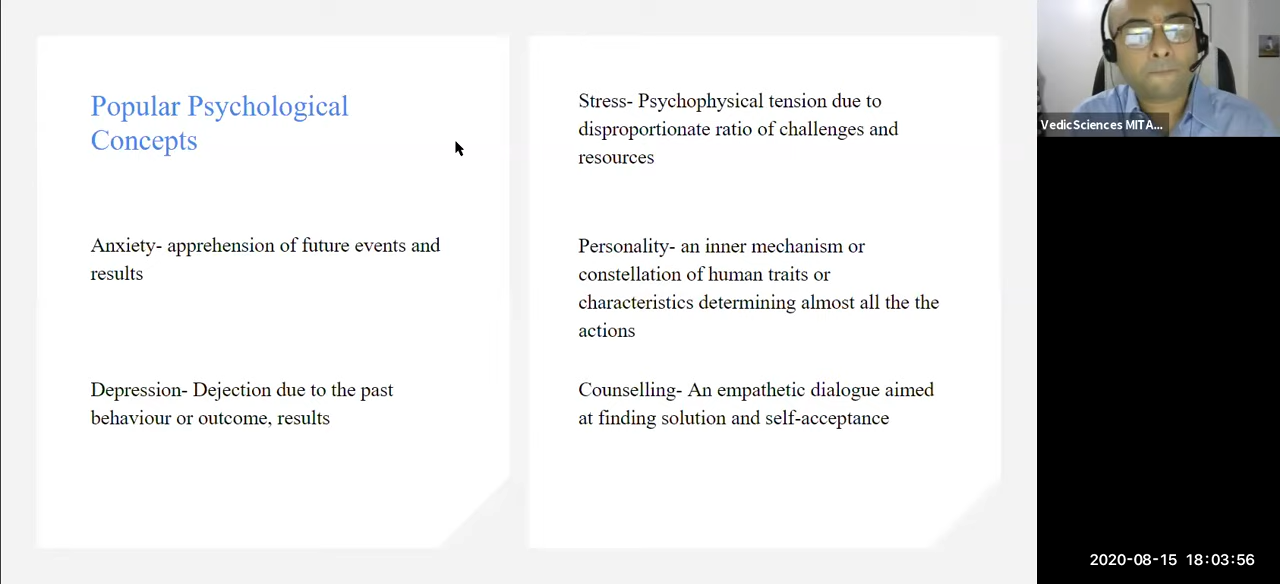 Popular Psychological
Concepts
Anxiety- apprehension of future events and
results
Depression- Dejection due to the past
behaviour or outcome, results
Stress- Psychophysical tension due to
disproportionate ratio of challenges and
resources
Personality- an inner mechanism or
constellation of human traits or
characteristics determining almost all the the
actions
Counselling- An empathetic dialogue aimed
at finding solution and self-acceptance
VedicSciences MITA...
2020-08-15 18:03:56